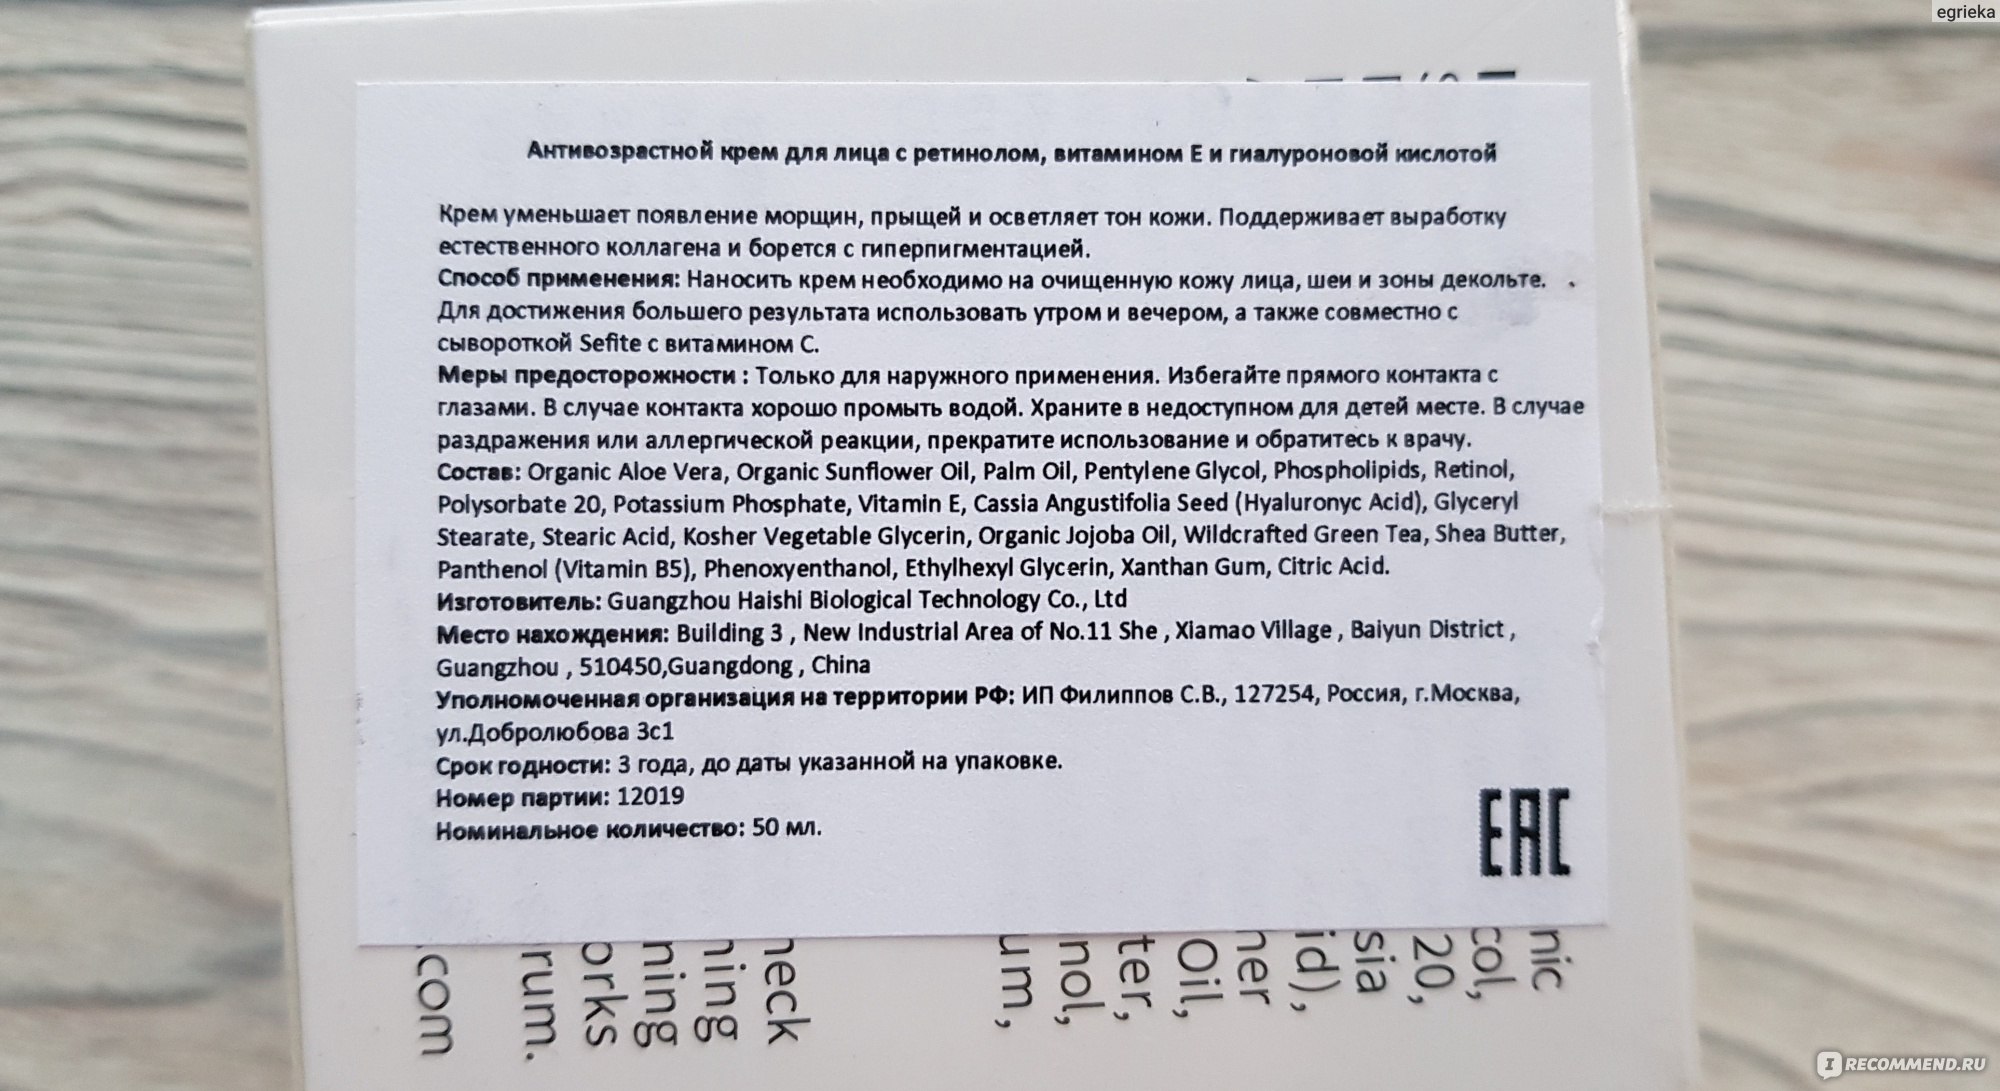 egrieka
Антивозрастной крем для лица с ретинолом, витамином Е и гиалуроновой кислотой
Крем уменьшает появление морщин, прыщей и осветляет тон кожи. Поддерживает выработку
естественного коллагена и борется с гиперпигментацией.
Способ применения: Наносить крем необходимо на очищенную кожу лица, шеи и зоны декольте.
Для достижения большего результата использовать утром и вечером, а также совместно с
сывороткой Sefite с витамином С.
Меры предосторожности : Только для наружного применения. Избегайте прямого контакта с
глазами. В случае контакта хорошо промыть водой. Храните в недоступном для детей месте. В случае
раздражения или аллергической реакции, прекратите использование и обратитесь к врачу.
Состав: Organic Aloe Vera, Organic Sunflower Oil, Palm Oil, Pentylene Glycol, Phospholipids, Retinol,
Polysorbate 20, Potassium Phosphate, Vitamin E, Cassia Angustifolia Seed (Hyaluronyc Acid), Glyceryl
Stearate, Stearic Acid, Kosher Vegetable Glycerin, Organic Jojoba Oil, Wildcrafted Green Tea, Shea Butter,
Panthenol (Vitamin B5), Phenoxyenthanol, Ethylhexyl Glycerin, Xanthan Gum, Citric Acid.
Изготовитель: Guangzhou Haishi Biological Technology Co., Ltd
Место нахождения: Building 3 , New Industrial Area of No.11 She , Xiamao Village , Baiyun District ,
Guangzhou , 510450,Guangdong , China
Уполномоченная организация на территории РФ: ИП Филиппов С.В., 127254, Россия, г.Москва,
ул.Добролюбова 3с1
Срок годности: 3 года, до даты указанной на упаковке.
Номер партии: 12019
Номинальное количество: 50 мл.
EAC
nic
col,
20,
sia
id),
ner
Oil,
ter,
nol,
um,
neck
ning
ning
orks
rum.
.com
IRECOMMEND.RU